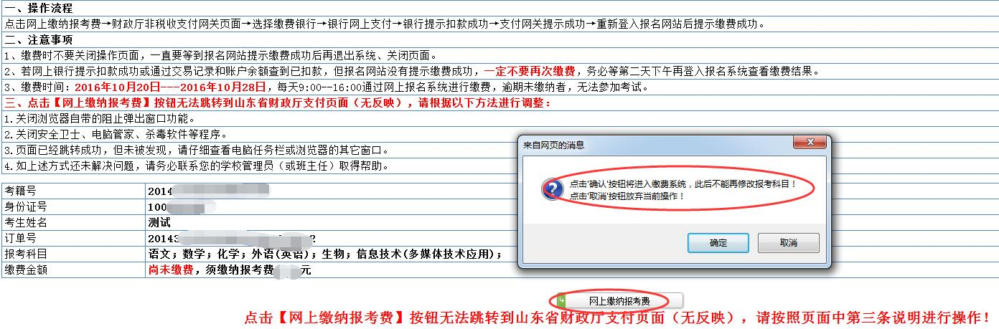 一、操作流程
点击网上缴纳报考费→财政厅非税收支付网关页面→选择缴费银行→银行网上支付→银行提示扣款成功→支付网关提示成功→重新登入报名网站后提示缴费成功。
二、注意事项
1、缴费时不要关闭操作页面，一直要等到报名网站提示缴费成功后再退出系统、关闭页面。
2、若网上银行提示扣款成功或通过交易记录和账户余额查到已扣款，但报名网站没有提示缴费成功，一定不要再次缴费，务必等第二天下午再登入报名系统查看缴费结果。
3、缴费时间：2016年10月20日---2016年10月28日，每天9:00--16:00通过网上报名系统进行缴费，逾期未缴纳者，无法参加考试。
三、点击【网上缴纳报考费】按钮无法跳转到山东省财政厅支付页面（无反映），请根据以下方法进行调整：
1.关闭浏览器自带的阻止弹出窗口功能。
2.关闭安全卫士、电脑管家、杀毒软件等程序。
3.页面已经跳转成功，但未被发现，请仔细查看电脑任务栏或浏览器的其它窗口。
4.如上述方式还未解决问题，请务必联系您的学校管理员（或班主任）取得帮助。
来自网页的消息
点击'确认'按钮将进入缴费系统，此后不能再修改报考科目！
点击'取消'按钮放弃当前操作！
确定 取消
考籍号 2014
身份证号 100
考生姓名 测试
订单号 20143 2
报考科目 语文；数学；化学；外语(英语)；生物；信息技术(多媒体技术应用)；
缴费金额 尚未缴费，须缴纳报考费 元
网上缴纳报考费
点击【网上缴纳报考费】按钮无法跳转到山东省财政厅支付页面（无反映），请按照页面中第三条说明进行操作！